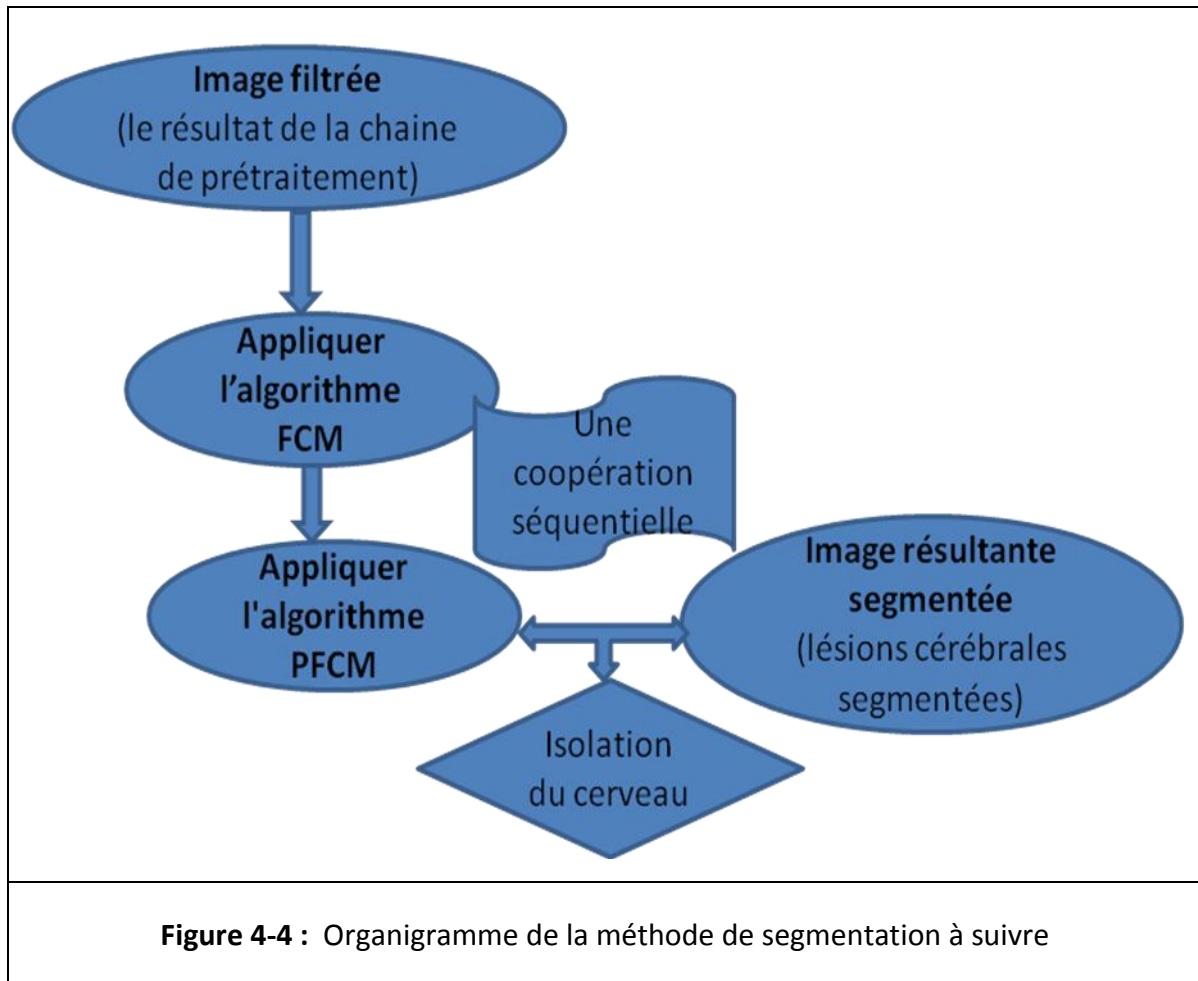 Image filtrée
(le résultat de la chaine
de prétraitement)
Appliquer
l’algorithme
FCM
Une
coopération
séquentielle
Appliquer
l'algorithme
PFCM
Image résultante
segmentée
(lésions cérébrales
segmentées)
Isolation
du cerveau
Figure 4-4 : Organigramme de la méthode de segmentation à suivre